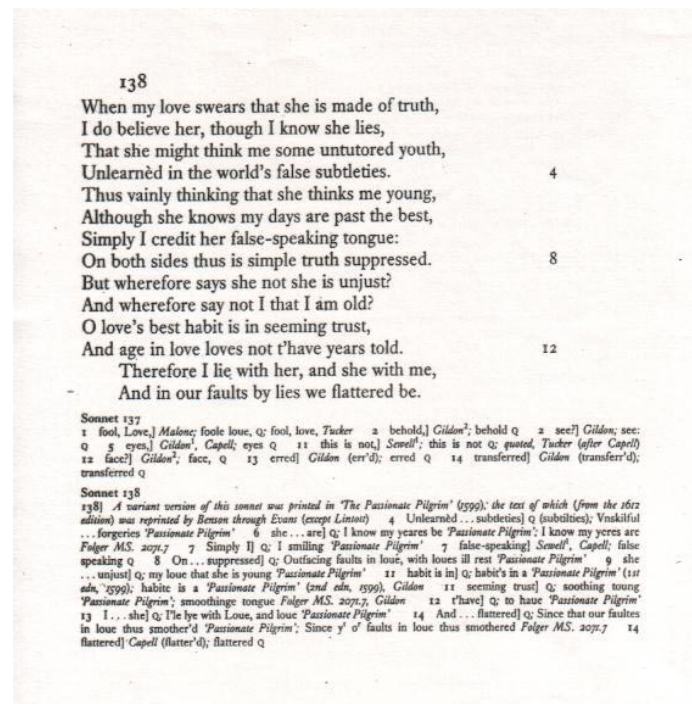 138
When my love swears that she is made of truth,
I do believe her, though I know she lies,
That she might think me some untutored youth,
Unlearnèd in the world's false subtleties. 4
Thus vainly thinking that she thinks me young,
Although she knows my days are past the best,
Simply I credit her false-speaking tongue:
On both sides thus is simple truth suppressed. 8
But wherefore says she not she is unjust?
And wherefore say not I that I am old?
O love's best habit is in seeming trust,
And age in love loves not t'have years told. 12
Therefore I lie with her, and she with me,
And in our faults by lies we flattered be.
Sonnet 137
1 fool, Love,] Malone; foole loue, Q; fool, love, Tucker 2 behold,] Gildon²; behold Q 2 see?] Gildon; see:
Q 5 eyes,] Gildon¹, Capell; eyes Q 11 this is not,] Sewell¹; this is not Q; quoted, Tucker (after Capell)
12 face?] Gildon²; face, Q 13 erred] Gildon (err'd); erred Q 14 transferred] Gildon (transferr'd);
transferred Q
Sonnet 138
138] A variant version of this sonnet was printed in 'The Passionate Pilgrim' (1599); the text of which (from the 1612
edition) was reprinted by Benson through Evans (except Lintott) 4 Unlearnèd ... subtleties] Q (subtilties); Vnskilful
... forgeries 'Passionate Pilgrim' 6 she ... are] Q; I know my yeares be 'Passionate Pilgrim'; I know my yeres are
Folger MS. 2071.7 7 Simply I] Q; I smiling 'Passionate Pilgrim' 7 false-speaking] Sewell¹, Capell; false
speaking Q 8 On ... suppressed] Q; Outfacing faults in loue, with loues ill rest 'Passionate Pilgrim' 9 she
... unjust] Q; my loue that she is young 'Passionate Pilgrim' 11 habit is in] Q; habit's in a 'Passionate Pilgrim' (1st
edn, 1599); habite is a 'Passionate Pilgrim' (2nd edn, 1599), Gildon 11 seeming trust] Q; soothing toung
'Passionate Pilgrim'; smoothinge tongue Folger MS. 2071.7, Gildon 12 t'have] Q; to haue 'Passionate Pilgrim'
13 I ... she] Q; I'le lye with Loue, and loue 'Passionate Pilgrim' 14 And ... flattered] Q; Since that our faultes
in loue thus smother'd 'Passionate Pilgrim'; Since yᵗ oʳ faults in loue thus smothered Folger MS. 2071.7 14
flattered] Capell (flatter'd); flattered Q